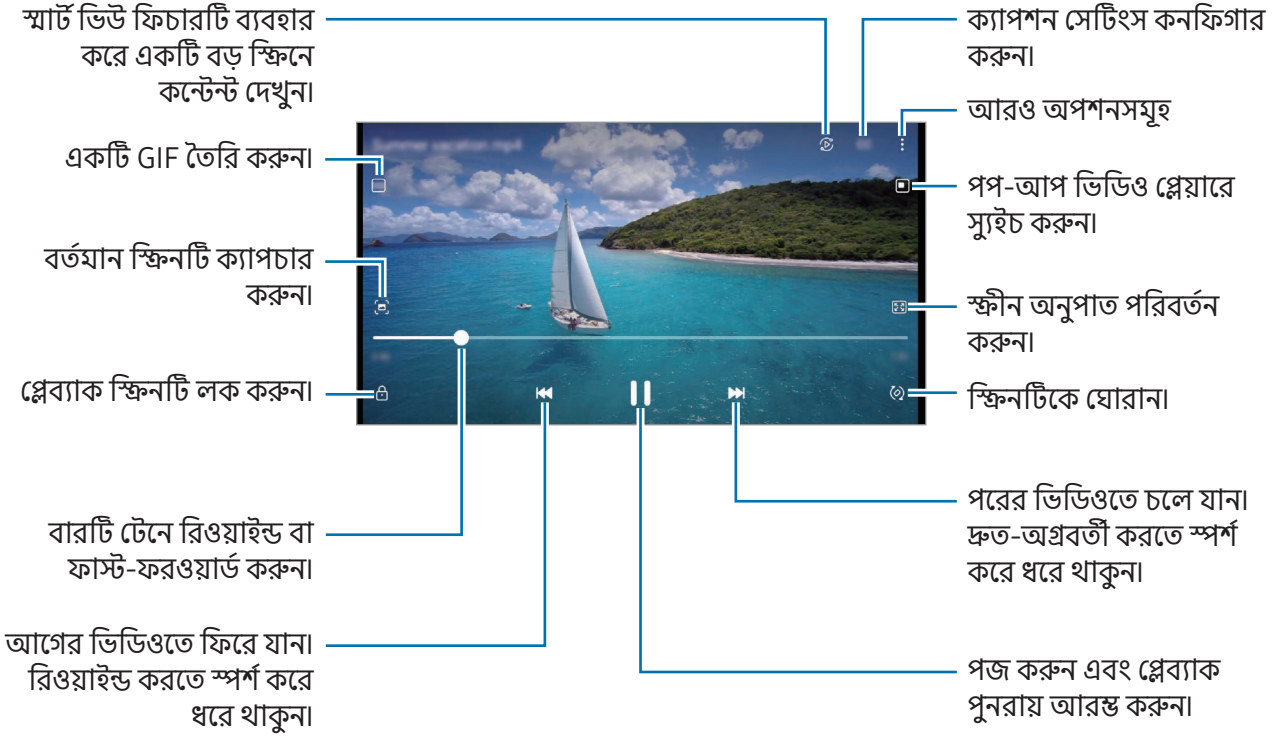 স্মার্ট ভিউ ফিচারটি ব্যবহার
করে একটি বড় স্ক্রিনে
কন্টেন্ট দেখুন।
একটি GIF তৈরি করুন।
বর্তমান স্ক্রিনটি ক্যাপচার
করুন।
প্লেব্যাক স্ক্রিনটি লক করুন।
বারটি টেনে রিওয়াইন্ড বা
ফাস্ট-ফরওয়ার্ড করুন।
আগের ভিডিওতে ফিরে যান।
রিওয়াইন্ড করতে স্পর্শ করে
ধরে থাকুন।
ক্যাপশন সেটিংস কনফিগার
করুন।
আরও অপশনসমূহ
পপ-আপ ভিডিও প্লেয়ারে
স্যুইচ করুন।
স্ক্রীন অনুপাত পরিবর্তন
করুন।
স্ক্রিনটিকে ঘোরান।
পরের ভিডিওতে চলে যান।
দ্রুত-অগ্রবর্তী করতে স্পর্শ
করে ধরে থাকুন।
পজ করুন এবং প্লেব্যাক
পুনরায় আরম্ভ করুন।